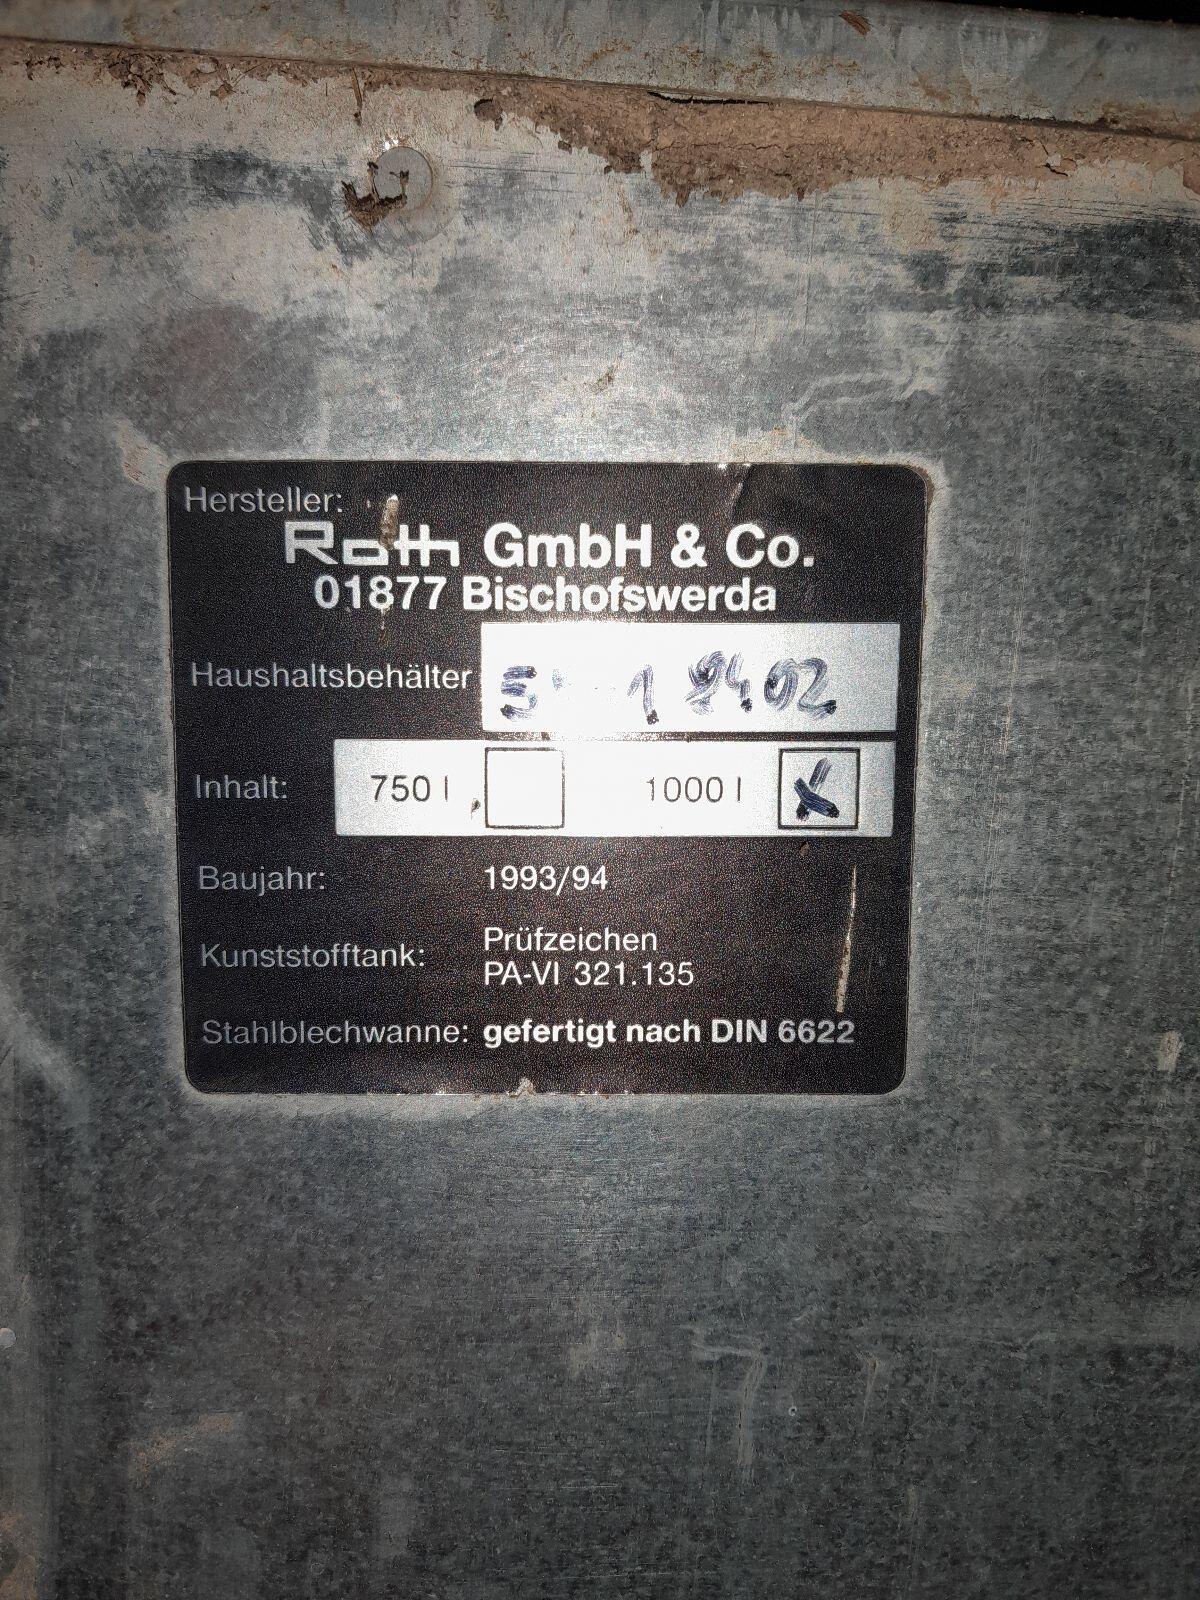 Hersteller:
Roth GmbH & Co.
01877 Bischofswerda
Haushaltsbehälter
Inhalt: 750 l 1000 l X
Baujahr: 1993/94
Kunststofftank: Prüfzeichen
PA-VI 321.135
Stahlblechwanne: gefertigt nach DIN 6622